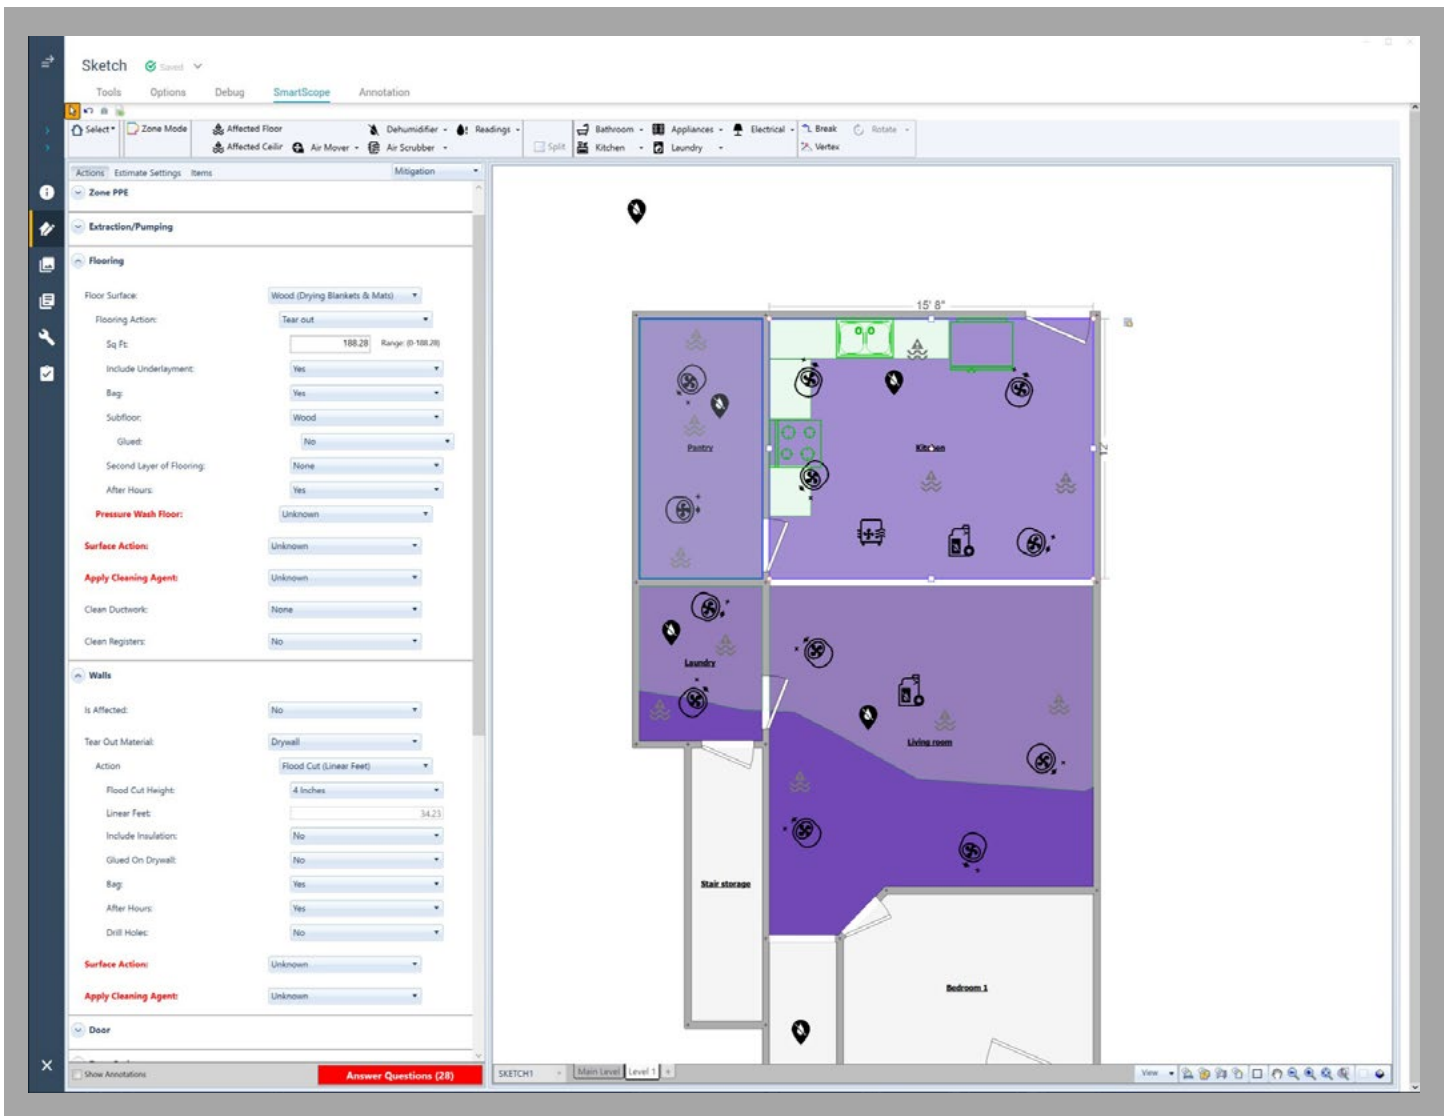 Sketch Saved
Tools Options Debug SmartScope Annotation
Select Zone Mode Affected Floor Dehumidifier Readings Bathroom Appliances Electrical Break Rotate
Affected Ceilir Air Mover Air Scrubber Split Kitchen Laundry Vertex
Actions Estimate Settings Items Mitigation
Zone PPE
Extraction/Pumping
Flooring
Floor Surface: Wood (Drying Blankets & Mats)
Flooring Action: Tear out
Sq Ft: 188.28 Range: (0-188.28)
Include Underlayment: Yes
Bag: Yes
Subfloor: Wood
Glued: No
Second Layer of Flooring: None
After Hours: Yes
Pressure Wash Floor: Unknown
Surface Action: Unknown
Apply Cleaning Agent: Unknown
Clean Ductwork: None
Clean Registers: No
Walls
Is Affected: No
Tear Out Material: Drywall
Action Flood Cut (Linear Feet)
Flood Cut Height: 4 Inches
Linear Feet: 34.23
Include Insulation: No
Glued On Drywall: No
Bag: Yes
After Hours: Yes
Drill Holes: No
Surface Action: Unknown
Apply Cleaning Agent: Unknown
Door
Show Annotations Answer Questions (28)
15' 8"
12'
Pantry
Kitchen
Laundry
Living room
Stair storage
Bedroom 1
SKETCH1 Main Level Level 1 + View